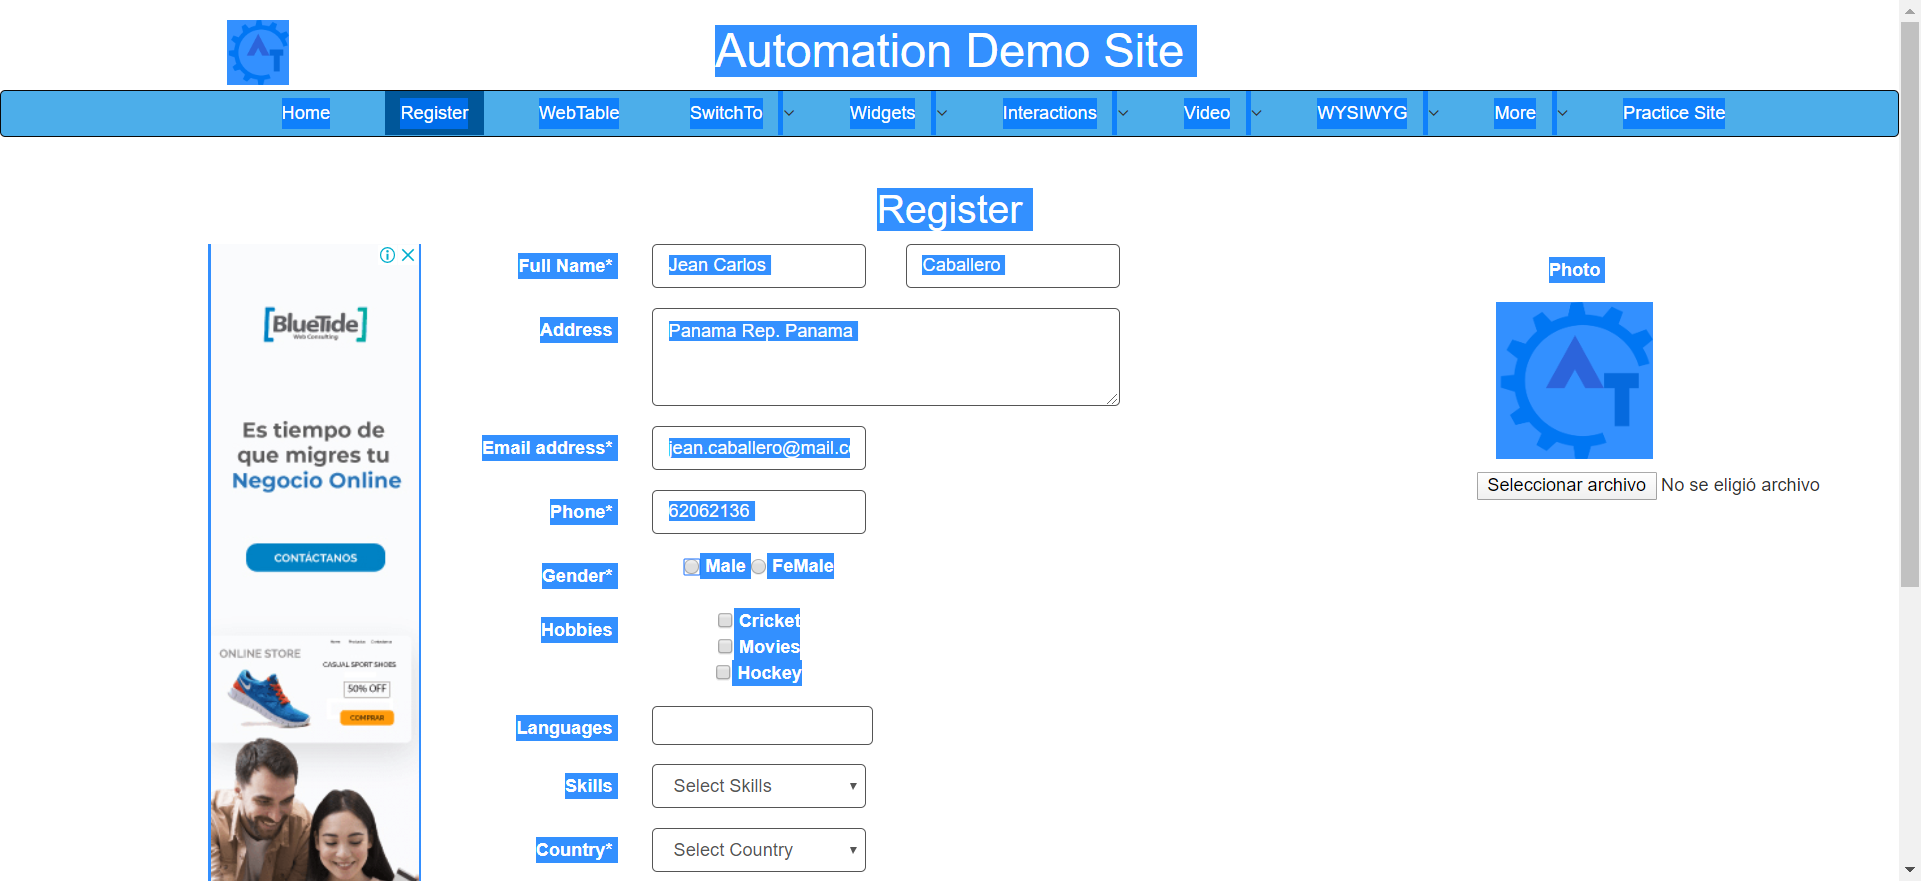 Automation Demo Site
Home Register WebTable SwitchTo Widgets Interactions Video WYSIWYG More Practice Site
Register
Full Name* Jean Carlos Caballero
Photo
Address Panama Rep. Panama
Email address* jean.caballero@mail.c
Seleccionar archivo No se eligió archivo
Phone* 62062136
Gender* Male FeMale
Hobbies Cricket
Movies
Hockey
Languages
Skills Select Skills
Country* Select Country
[BlueTide]
Web Consulting
Es tiempo de
que migres tu
Negocio Online
CONTÁCTANOS
Home Productos Contáctanos
ONLINE STORE
CASUAL SPORT SHOES
50% OFF
COMPRAR